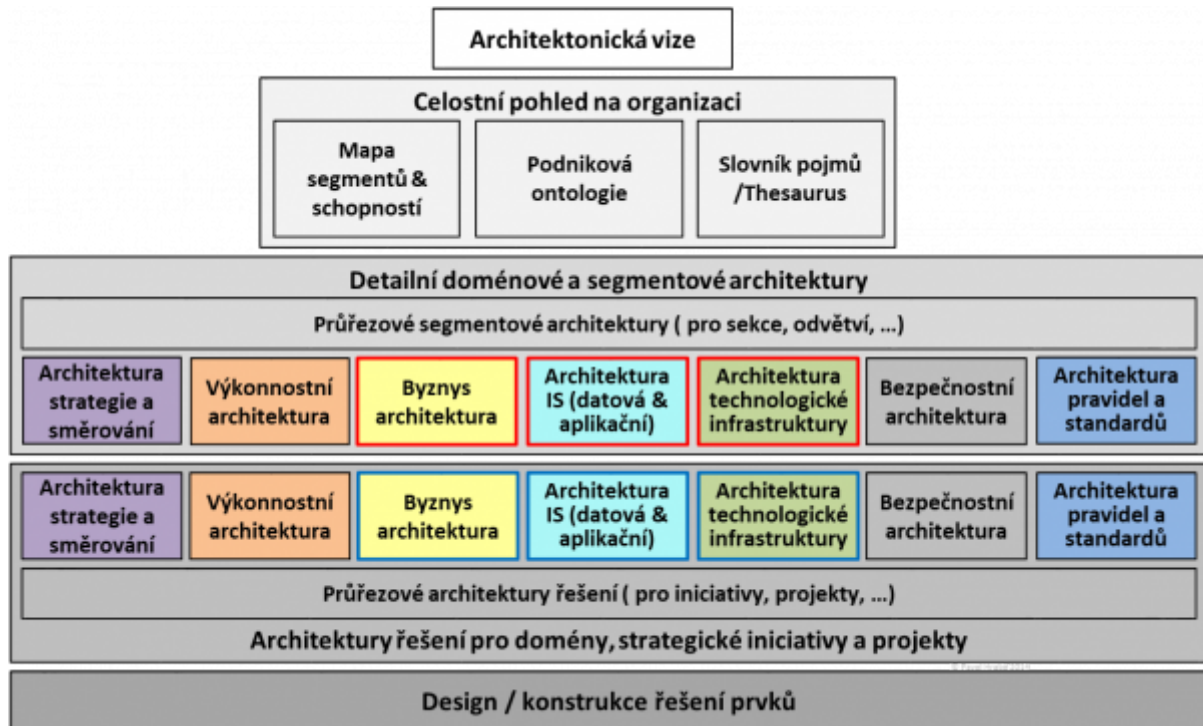 Architektonická vize
Celostní pohled na organizaci
Mapa
segmentů &
schopností
Podniková
ontologie
Slovník pojmů
/Thesaurus
Detailní doménové a segmentové architektury
Průřezové segmentové architektury ( pro sekce, odvětví, ...)
Architektura
strategie a
směrování
Výkonnostní
architektura
Byznys
architektura
Architektura
IS (datová &
aplikační)
Architektura
technologické
infrastruktury
Bezpečnostní
architektura
Architektura
pravidel a
standardů
Architektura
strategie a
směrování
Výkonnostní
architektura
Byznys
architektura
Architektura
IS (datová &
aplikační)
Architektura
technologické
infrastruktury
Bezpečnostní
architektura
Architektura
pravidel a
standardů
Průřezové architektury řešení ( pro iniciativy, projekty, ...)
Architektury řešení pro domény, strategické iniciativy a projekty
© Pavel Hrabě 2014
Design / konstrukce řešení prvků